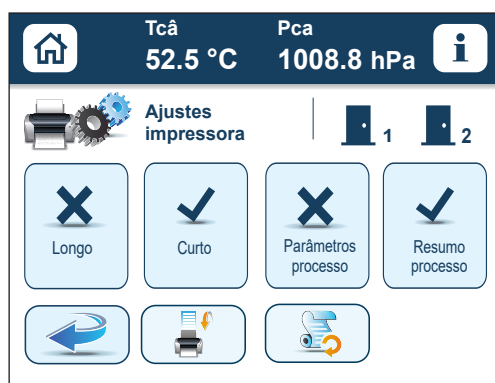 Tcâ Pca
52.5 °C 1008.8 hPa i
Ajustes
impressora
1 2
Longo
Curto
Parâmetros
processo
Resumo
processo